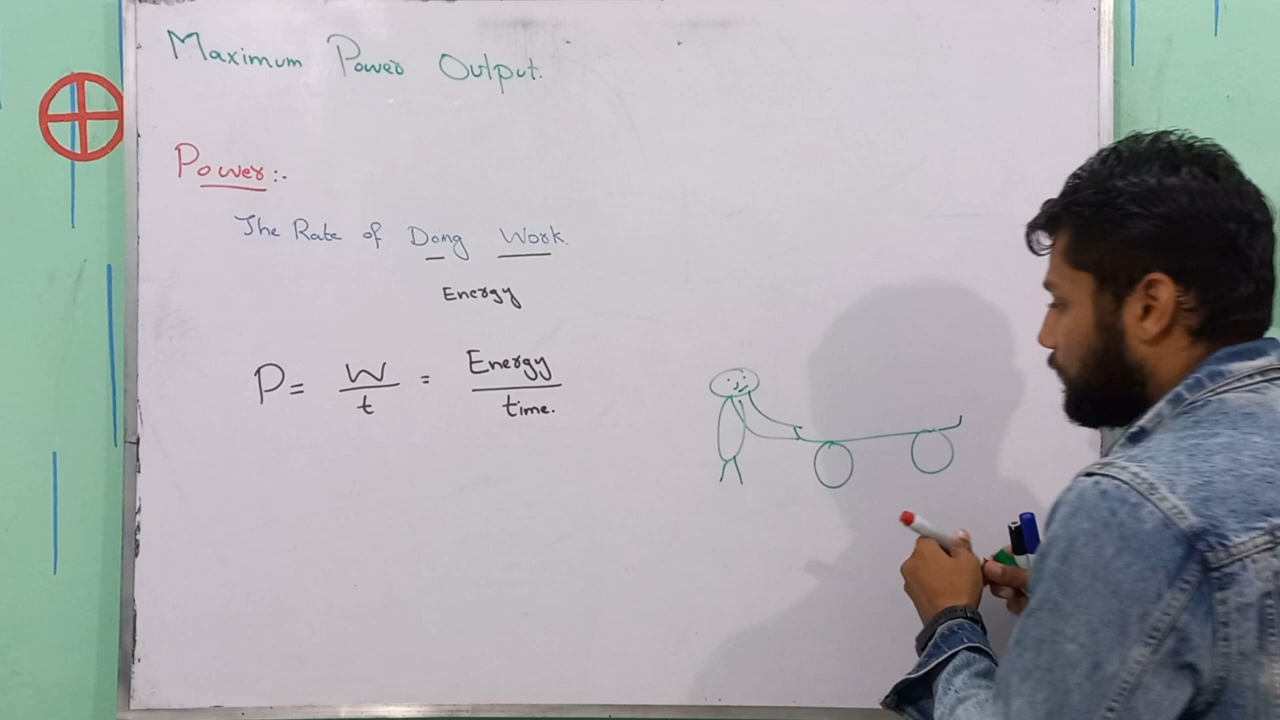 Maximum Power Output.
Power:-
The Rate of Doing Work.
Energy
P = W/t = Energy/time.